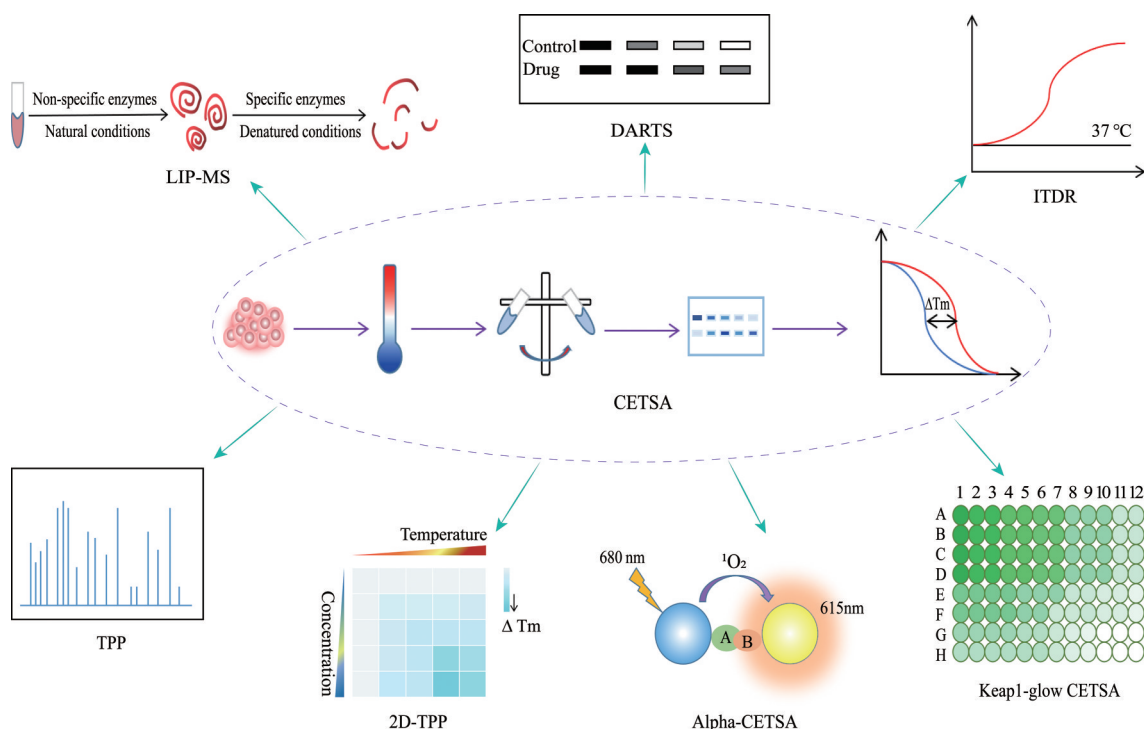 Control
Drug
DARTS
Non-specific enzymes
Natural conditions
Specific enzymes
Denatured conditions
LIP-MS
37 °C
ITDR
ΔTm
CETSA
TPP
Temperature
Concentration
Δ Tm
2D-TPP
680 nm
¹O₂
615nm
A
B
Alpha-CETSA
1 2 3 4 5 6 7 8 9 10 11 12
A
B
C
D
E
F
G
H
Keap1-glow CETSA